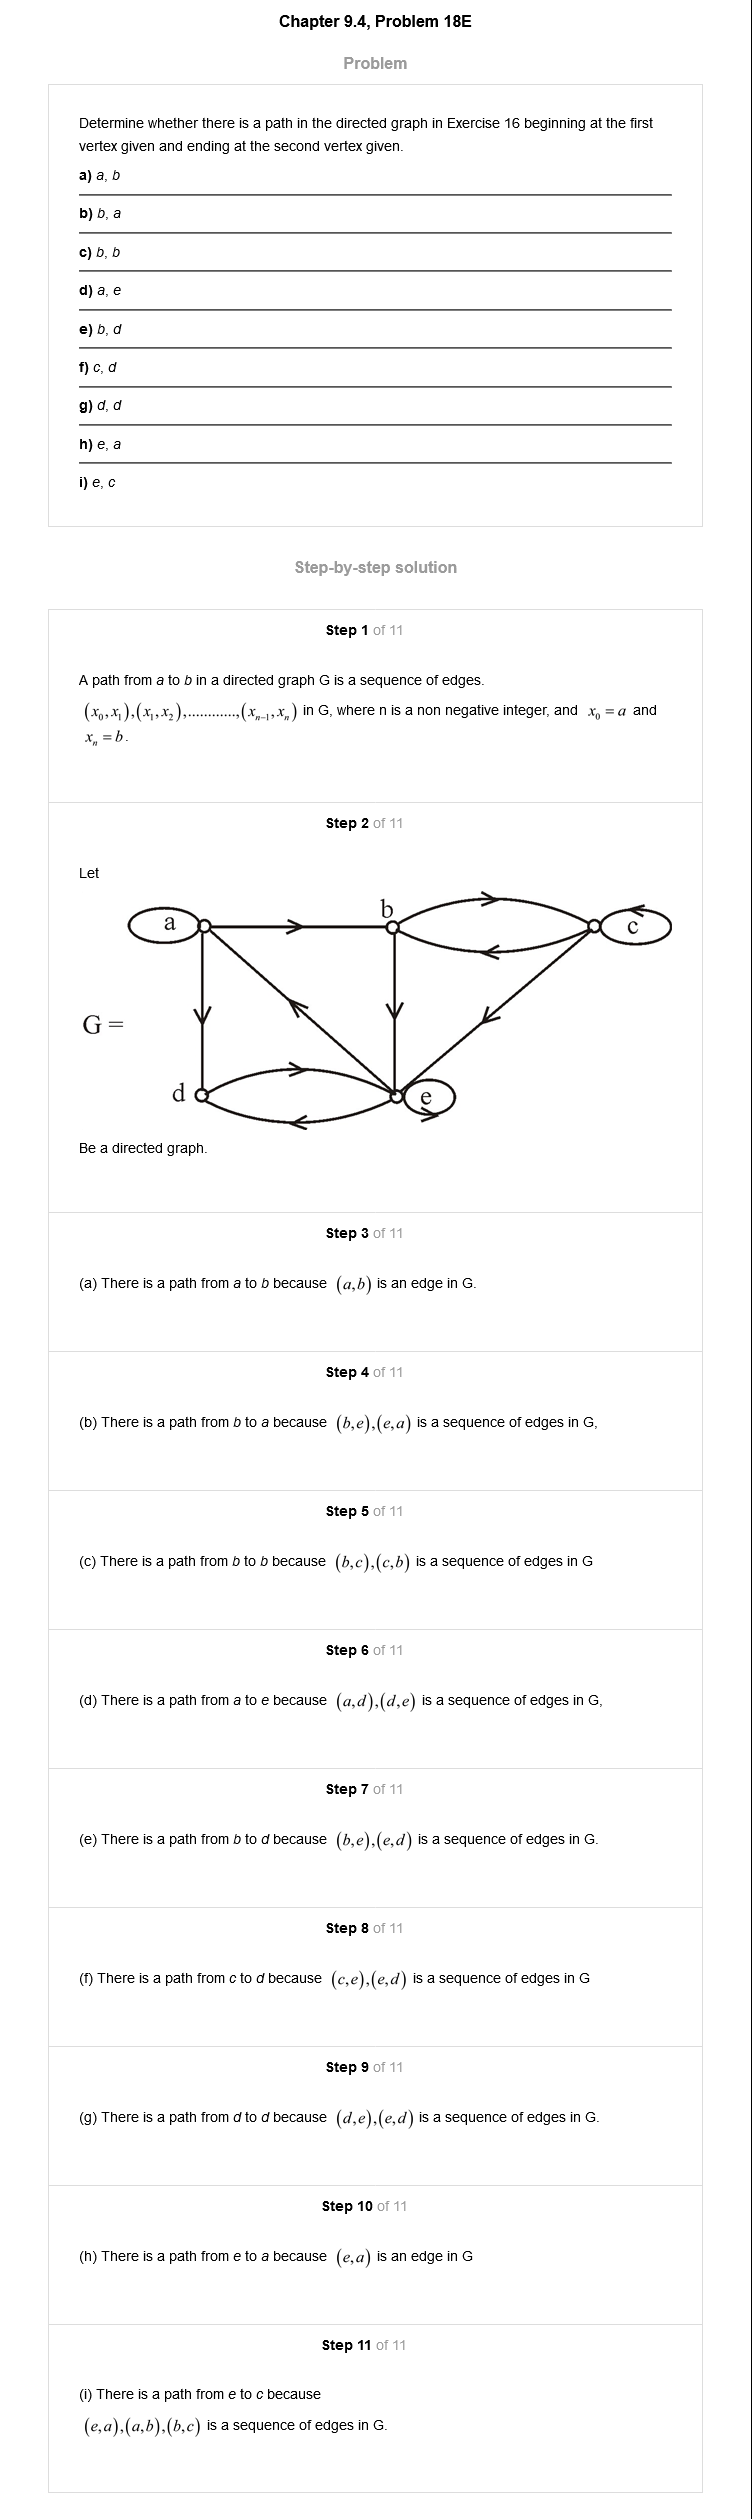 Chapter 9.4, Problem 18E
Problem
Determine whether there is a path in the directed graph in Exercise 16 beginning at the first
vertex given and ending at the second vertex given.
a) a, b
b) b, a
c) b, b
d) a, e
e) b, d
f) c, d
g) d, d
h) e, a
i) e, c
Step-by-step solution
Step 1 of 11
A path from a to b in a directed graph G is a sequence of edges.
(x₀,x₁),(x₁,x₂),............,(xₙ₋₁,xₙ) in G, where n is a non negative integer, and x₀ = a and
xₙ = b.
Step 2 of 11
Let
a b c
G =
d e
Be a directed graph.
Step 3 of 11
(a) There is a path from a to b because (a,b) is an edge in G.
Step 4 of 11
(b) There is a path from b to a because (b,e),(e,a) is a sequence of edges in G,
Step 5 of 11
(c) There is a path from b to b because (b,c),(c,b) is a sequence of edges in G
Step 6 of 11
(d) There is a path from a to e because (a,d),(d,e) is a sequence of edges in G,
Step 7 of 11
(e) There is a path from b to d because (b,e),(e,d) is a sequence of edges in G.
Step 8 of 11
(f) There is a path from c to d because (c,e),(e,d) is a sequence of edges in G
Step 9 of 11
(g) There is a path from d to d because (d,e),(e,d) is a sequence of edges in G.
Step 10 of 11
(h) There is a path from e to a because (e,a) is an edge in G
Step 11 of 11
(i) There is a path from e to c because
(e,a),(a,b),(b,c) is a sequence of edges in G.